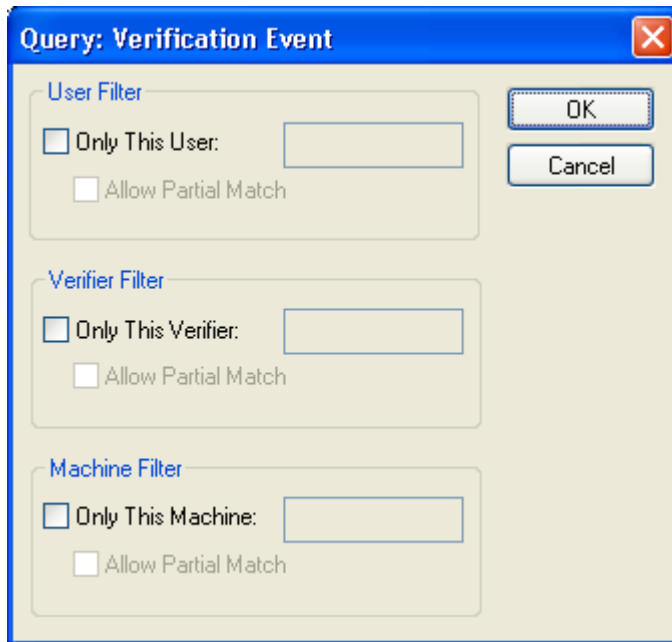 Query: Verification Event
User Filter
Only This User:
Allow Partial Match
OK
Cancel
Verifier Filter
Only This Verifier:
Allow Partial Match
Machine Filter
Only This Machine:
Allow Partial Match